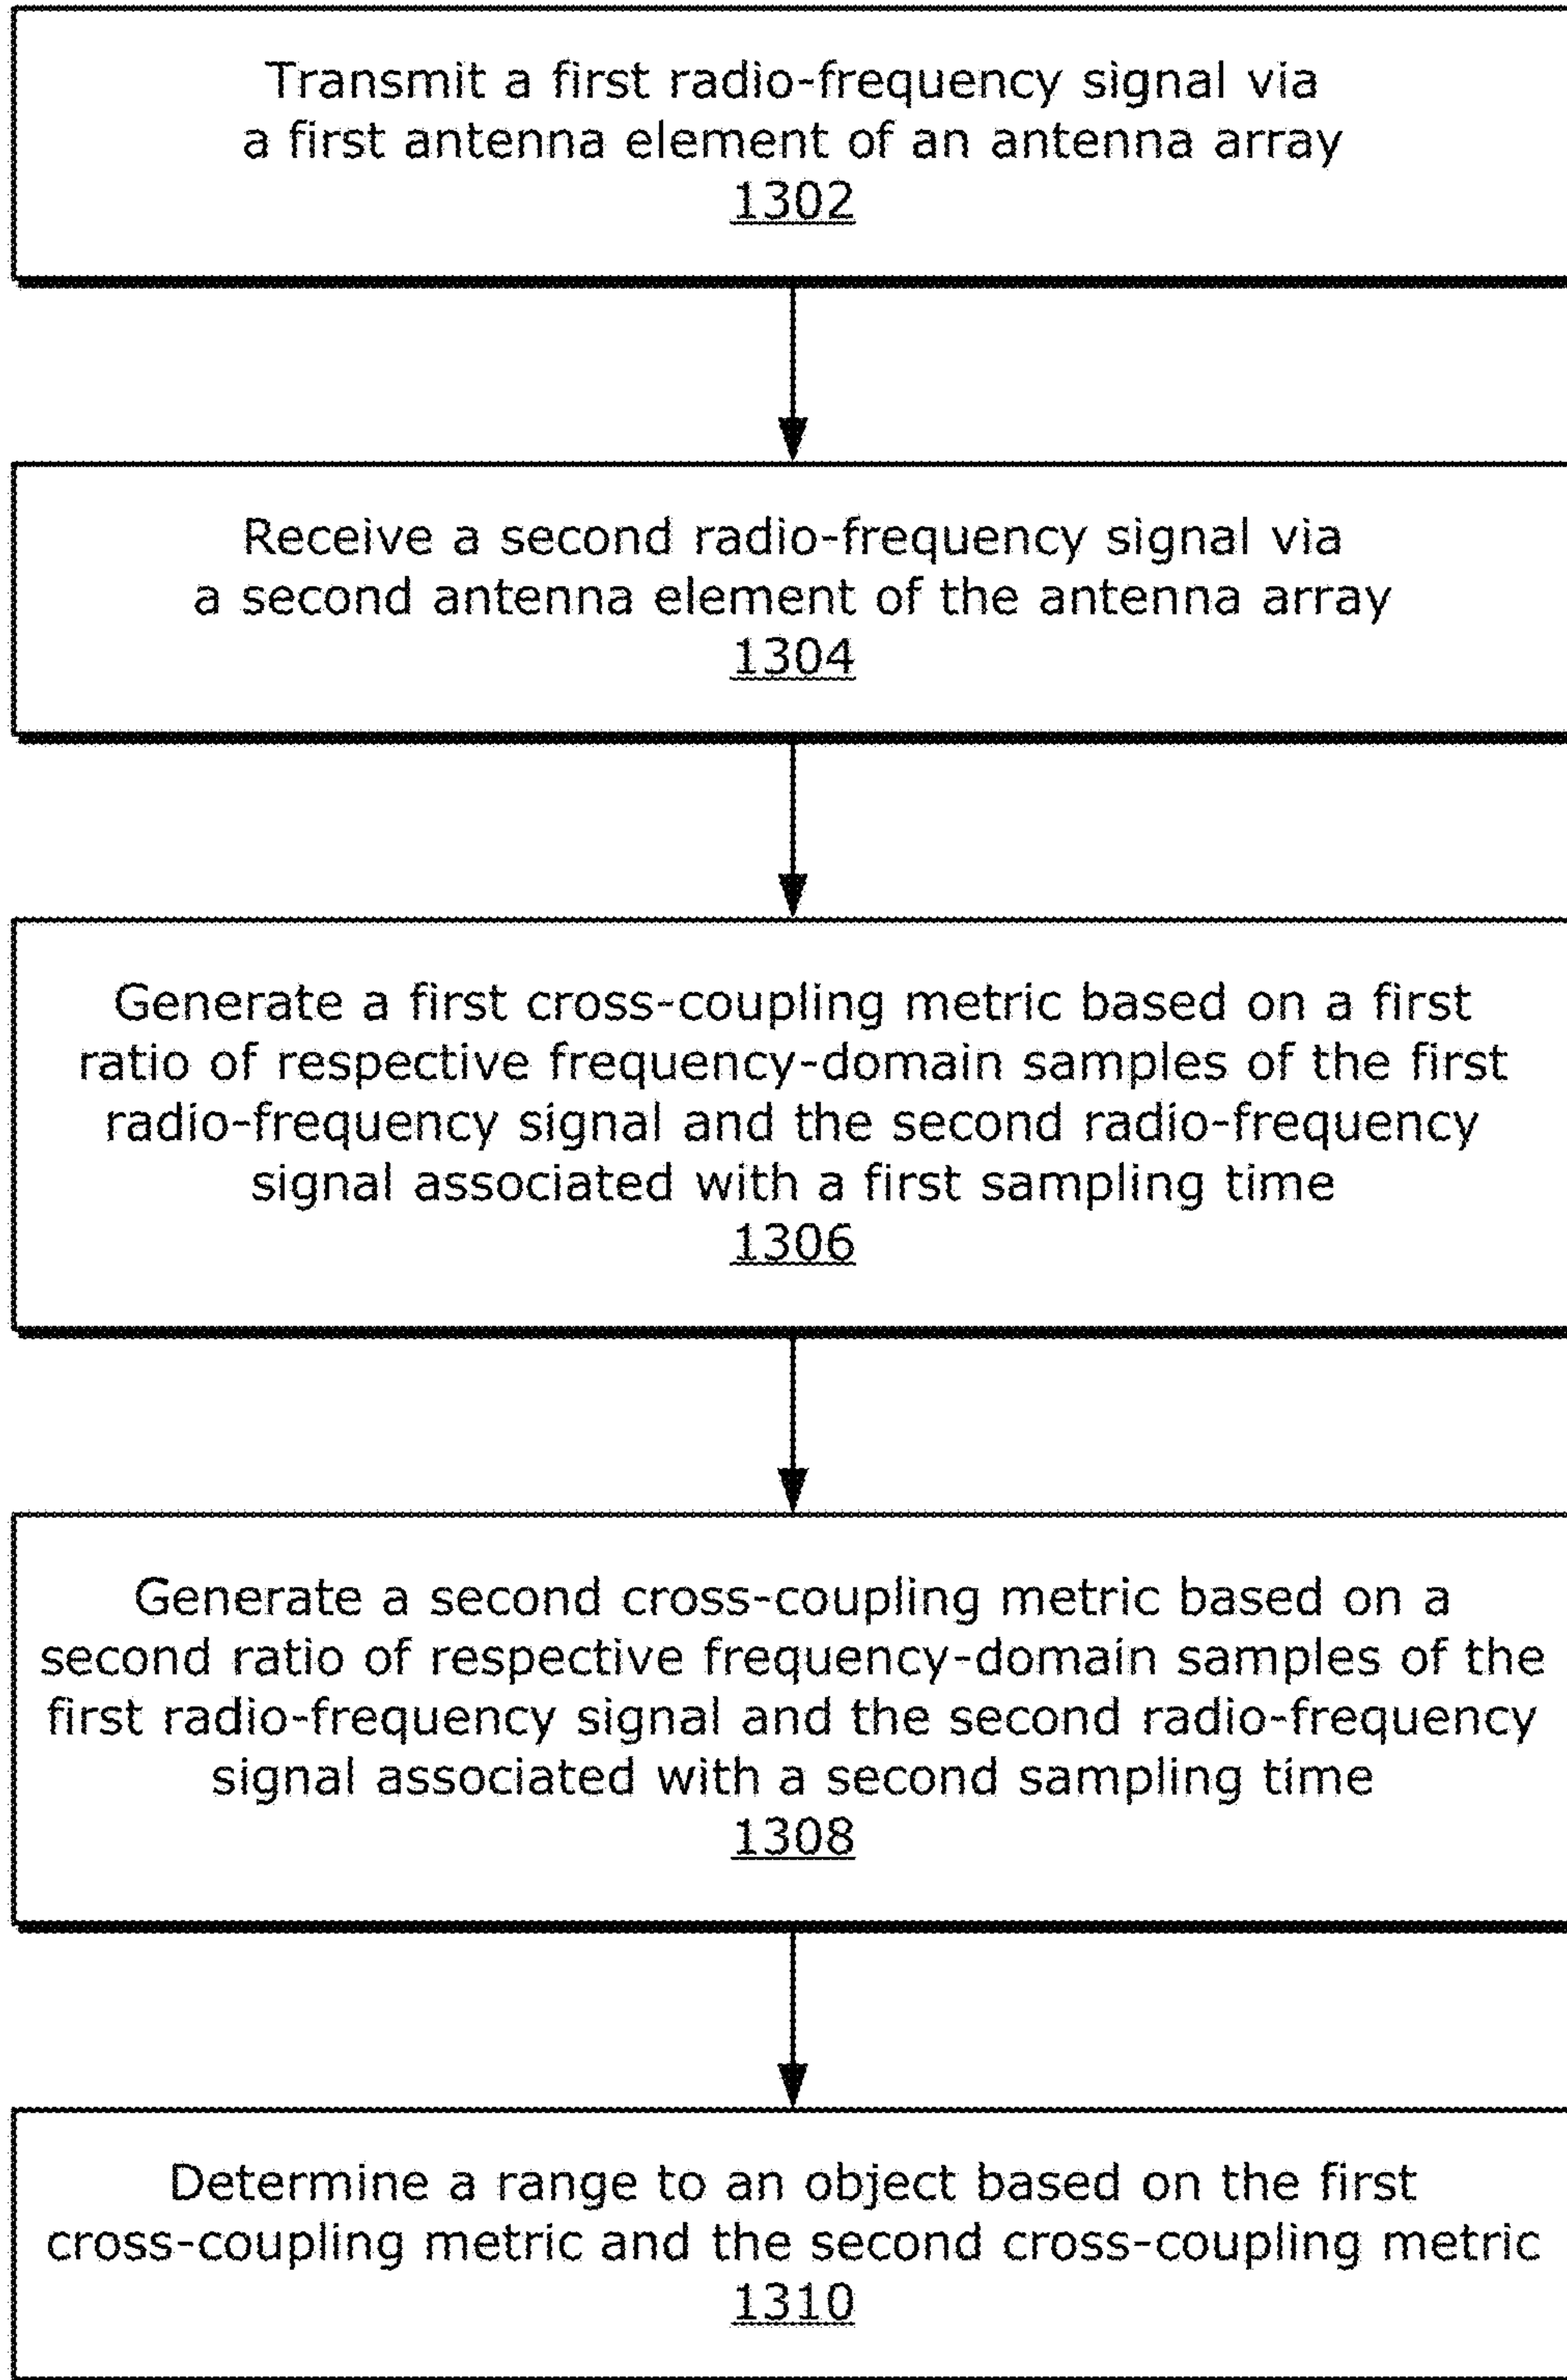 Transmit a first radio-frequency signal via
a first antenna element of an antenna array
1302
Receive a second radio-frequency signal via
a second antenna element of the antenna array
1304
Generate a first cross-coupling metric based on a first
ratio of respective frequency-domain samples of the first
radio-frequency signal and the second radio-frequency
signal associated with a first sampling time
1306
Generate a second cross-coupling metric based on a
second ratio of respective frequency-domain samples of the
first radio-frequency signal and the second radio-frequency
signal associated with a second sampling time
1308
Determine a range to an object based on the first
cross-coupling metric and the second cross-coupling metric
1310